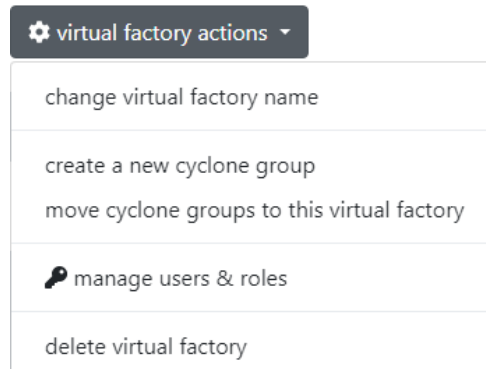 virtual factory actions
change virtual factory name
create a new cyclone group
move cyclone groups to this virtual factory
manage users & roles
delete virtual factory